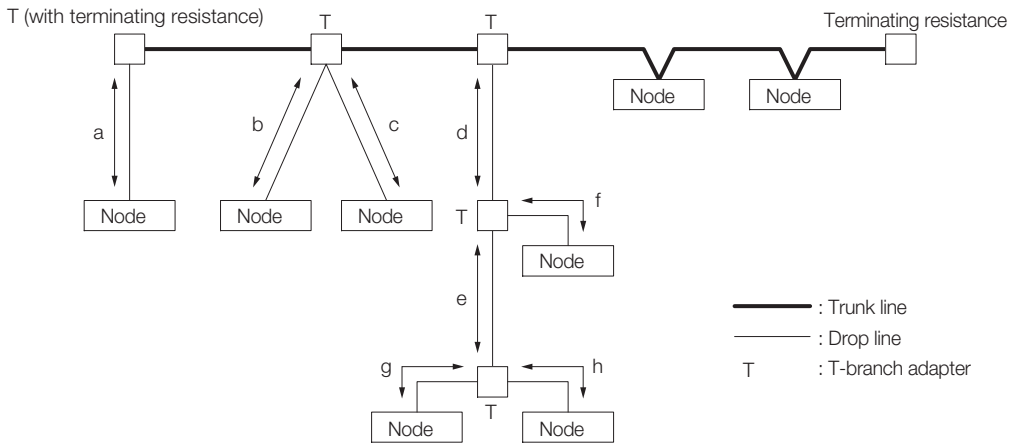 T (with terminating resistance)
T
T
Terminating resistance
Node
Node
a
b
c
d
Node
Node
Node
T
f
Node
e
: Trunk line
: Drop line
T : T-branch adapter
g
h
T
Node
Node